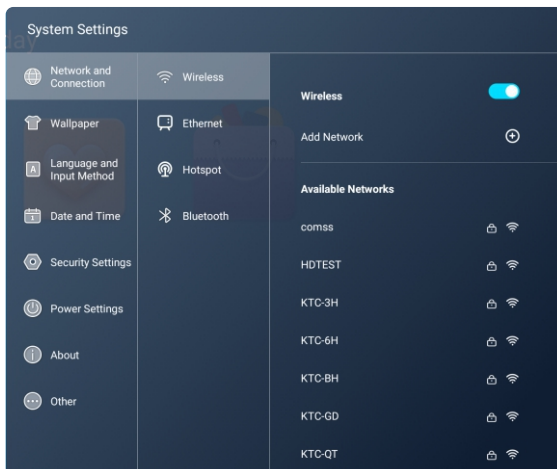 System Settings
day
Network and
Connection
Wallpaper
A
Language and
Input Method
1
Date and Time
Security Settings
Power Settings
About
Other
Wireless
Ethernet
Hotspot
Bluetooth
Wireless
Add Network
Available Networks
comss
HDTEST
KTC-3H
KTC-6H
KTC-BH
KTC-GD
KTC-QT